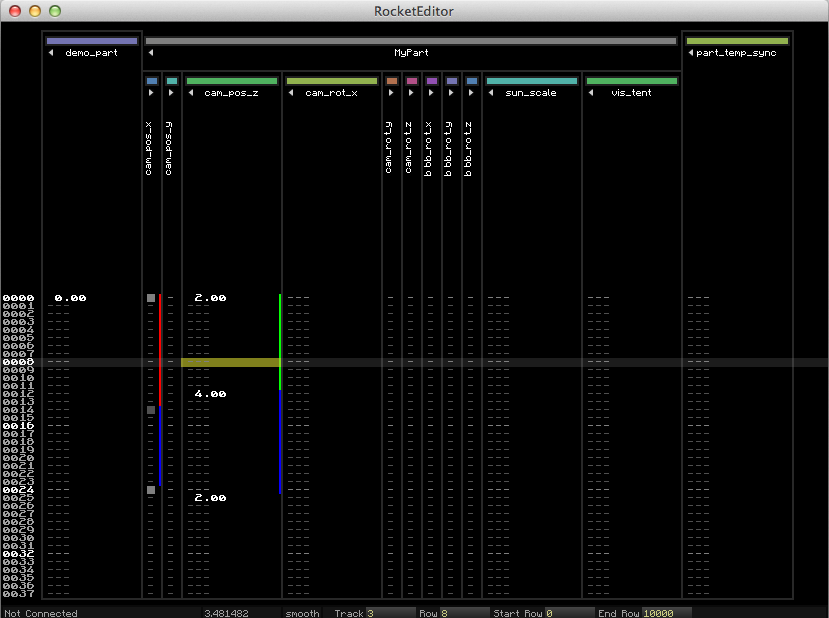 RocketEditor
demo_part
MyPart
part_temp_sync
cam_pos_x
cam_pos_y
cam_pos_z
cam_rot_x
cam_rot_y
cam_rot_z
b bb_rot_x
b bb_rot_y
b bb_rot_z
sun_scale
vis_tent
0000 0.00 2.00
0001
0002
0003
0004
0005
0006
0007
0008
0009
0010
0011
0012 4.00
0013
0014
0015
0016
0017
0018
0019
0020
0021
0022
0023
0024
0025 2.00
0026
0027
0028
0029
0030
0031
0032
0033
0034
0035
0036
0037
Not Connected 3.481482 smooth Track 3 Row 8 Start Row 0 End Row 10000